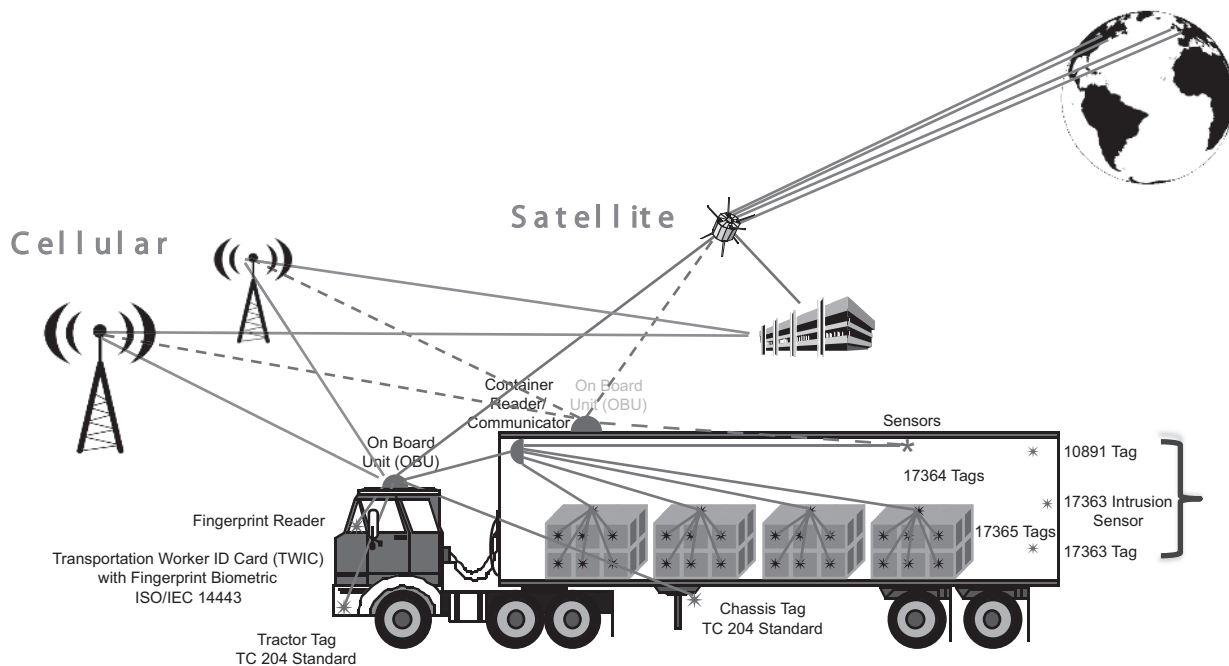 Satellite
Cellular
Container
Reader/
Communicator
On Board
Unit (OBU)
Sensors
On Board
Unit (OBU)
10891 Tag
17364 Tags
17363 Intrusion
Sensor
17365 Tags
17363 Tag
Fingerprint Reader
Transportation Worker ID Card (TWIC)
with Fingerprint Biometric
ISO/IEC 14443
Chassis Tag
TC 204 Standard
Tractor Tag
TC 204 Standard